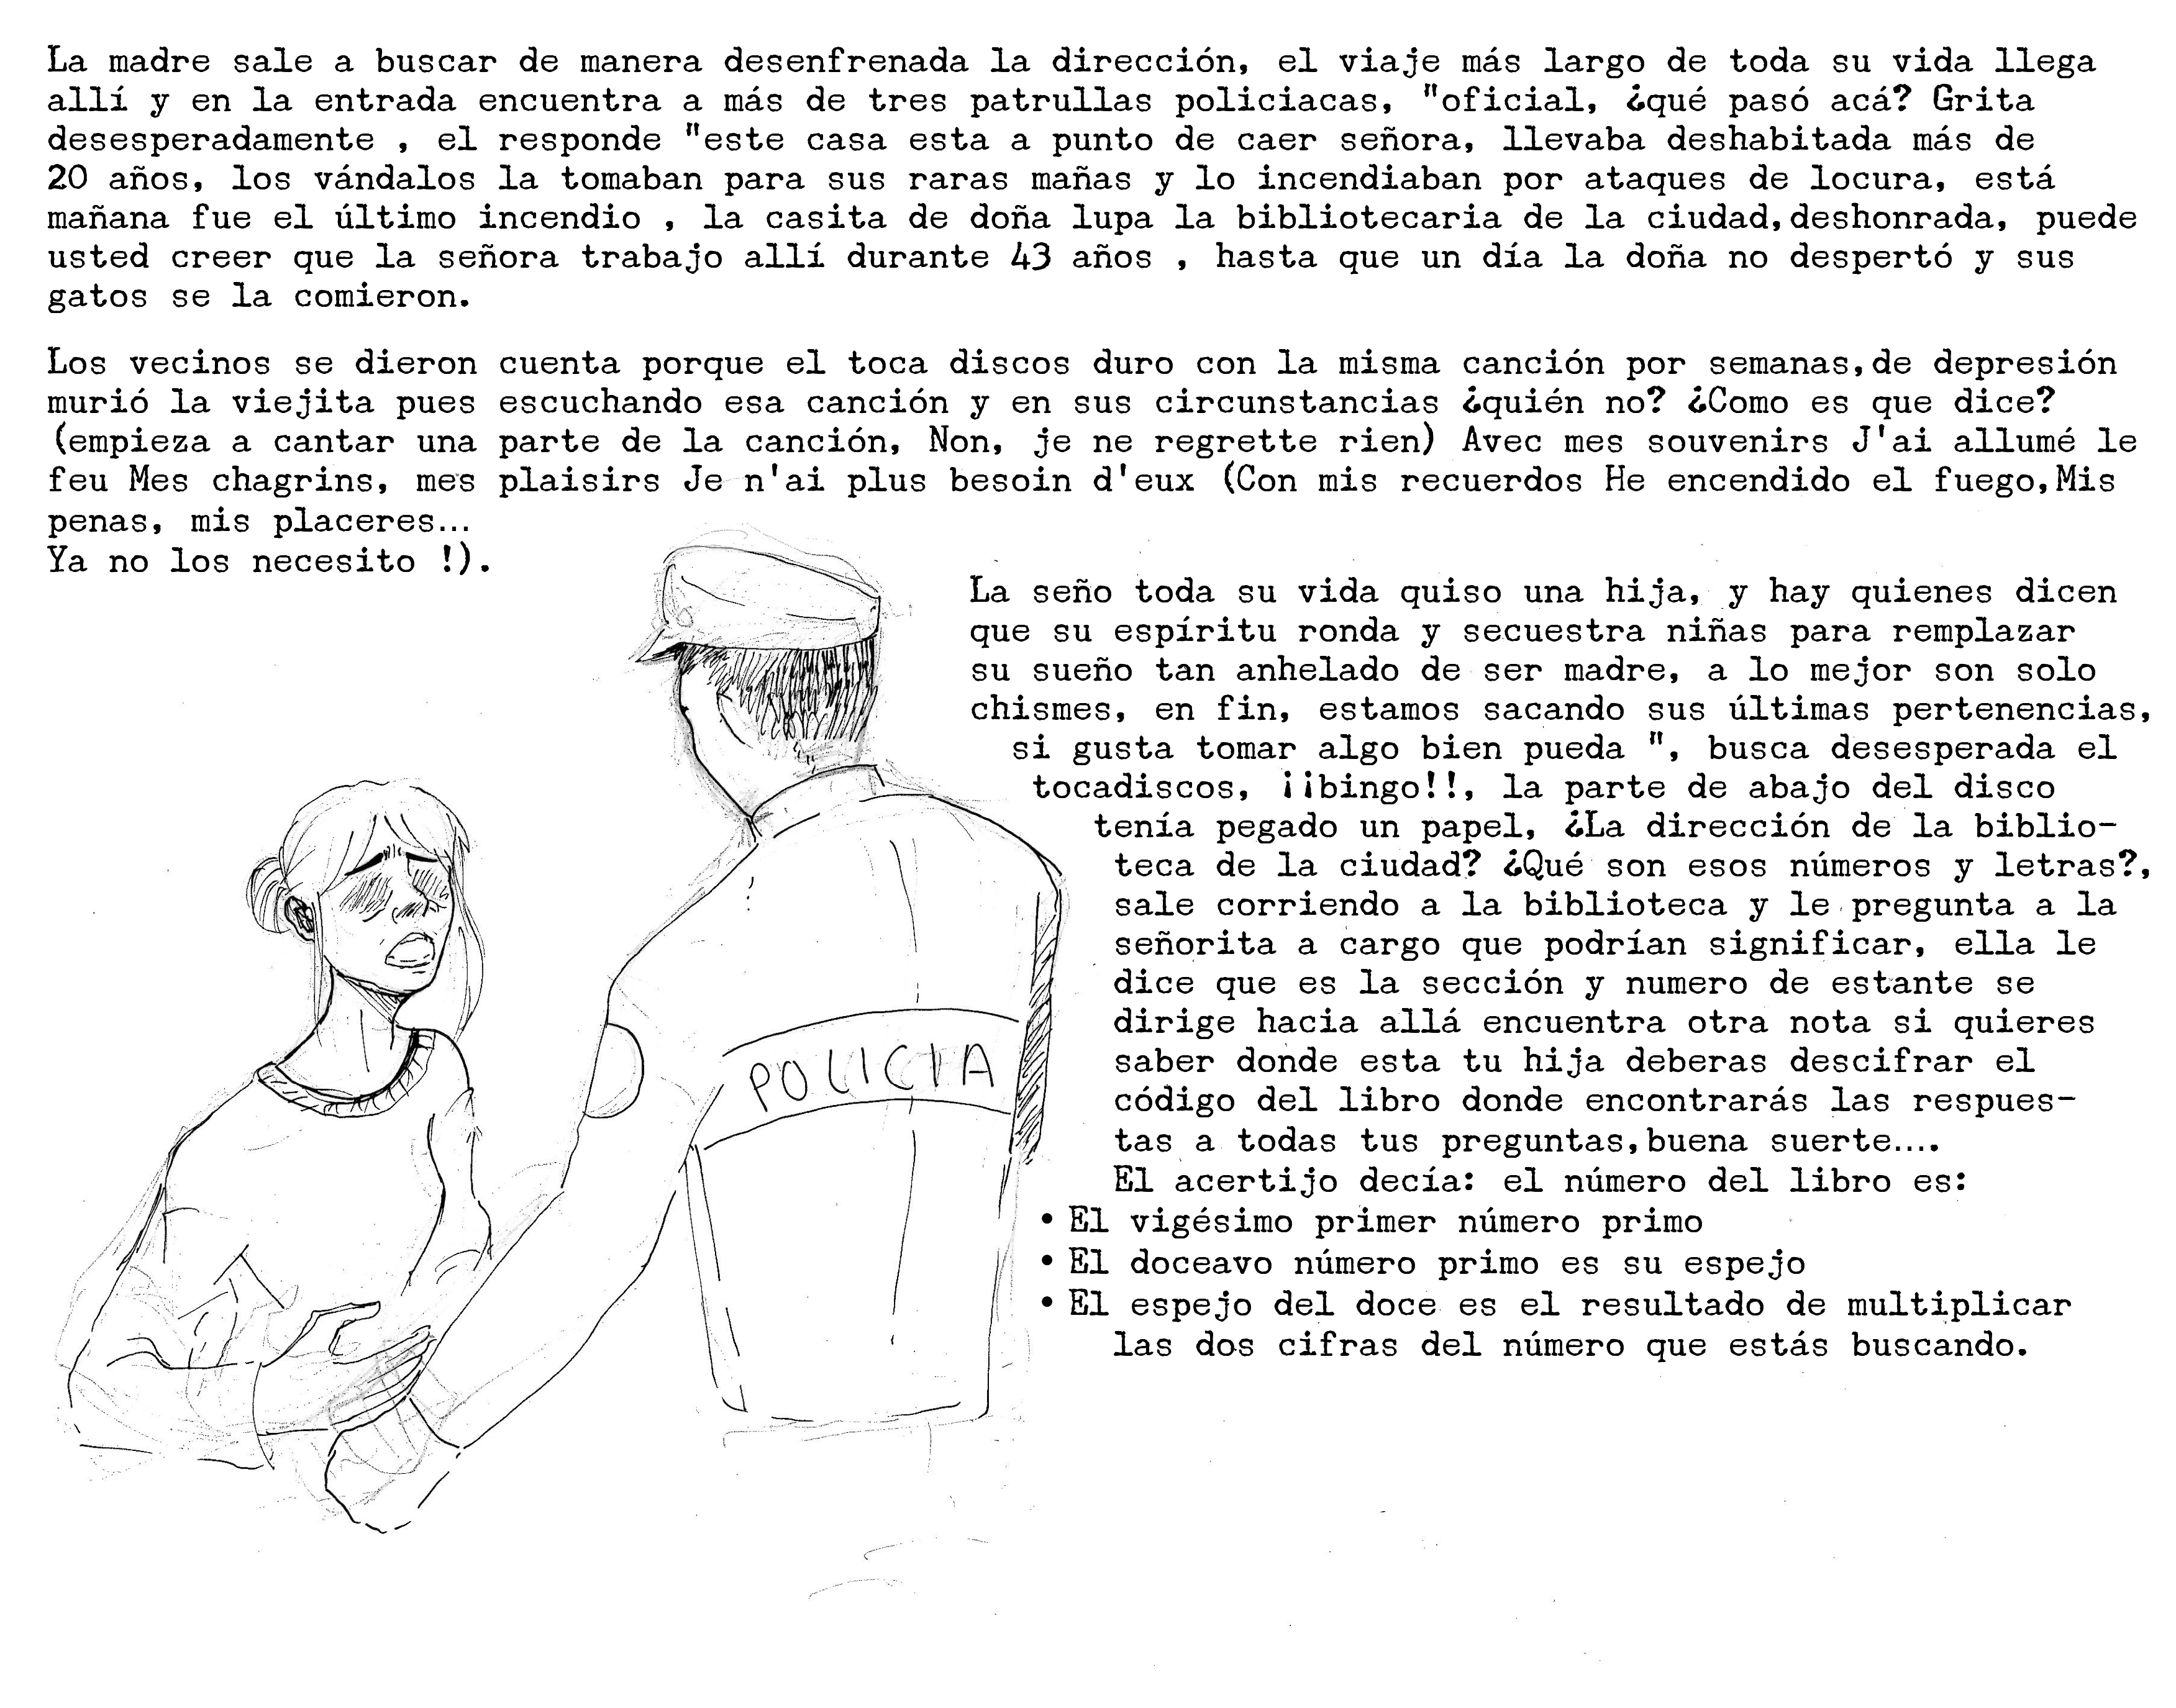 La madre sale a buscar de manera desenfrenada la dirección, el viaje más largo de toda su vida llega
allí y en la entrada encuentra a más de tres patrullas policiacas, "oficial, ¿qué pasó acá? Grita
desesperadamente , el responde "este casa esta a punto de caer señora, llevaba deshabitada más de
20 años, los vándalos la tomaban para sus raras mañas y lo incendiaban por ataques de locura, está
mañana fue el último incendio , la casita de doña lupa la bibliotecaria de la ciudad,deshonrada, puede
usted creer que la señora trabajo allí durante 43 años , hasta que un día la doña no despertó y sus
gatos se la comieron.
Los vecinos se dieron cuenta porque el toca discos duro con la misma canción por semanas,de depresión
murió la viejita pues escuchando esa canción y en sus circunstancias ¿quién no? ¿Como es que dice?
(empieza a cantar una parte de la canción, Non, je ne regrette rien) Avec mes souvenirs J'ai allumé le
feu Mes chagrins, mes plaisirs Je n'ai plus besoin d'eux (Con mis recuerdos He encendido el fuego,Mis
penas, mis placeres...
Ya no los necesito !).
La seño toda su vida quiso una hija, y hay quienes dicen
que su espíritu ronda y secuestra niñas para remplazar
su sueño tan anhelado de ser madre, a lo mejor son solo
chismes, en fin, estamos sacando sus últimas pertenencias,
si gusta tomar algo bien pueda ", busca desesperada el
tocadiscos, ¡¡bingo!!, la parte de abajo del disco
tenía pegado un papel, ¿La dirección de la biblio-
teca de la ciudad? ¿Qué son esos números y letras?,
sale corriendo a la biblioteca y le pregunta a la
señorita a cargo que podrían significar, ella le
dice que es la sección y numero de estante se
dirige hacia allá encuentra otra nota si quieres
saber donde esta tu hija deberas descifrar el
código del libro donde encontrarás las respues-
tas a todas tus preguntas,buena suerte....
El acertijo decía: el número del libro es:
• El vigésimo primer número primo
• El doceavo número primo es su espejo
• El espejo del doce es el resultado de multiplicar
las dos cifras del número que estás buscando.
POLICIA